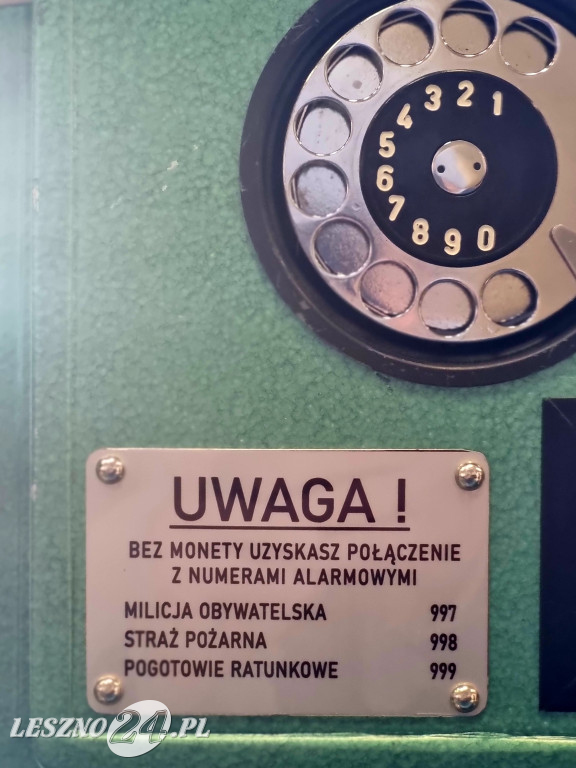 1
2
3
4
5
6
7
8
9
0
UWAGA !
BEZ MONETY UZYSKASZ POŁĄCZENIE
Z NUMERAMI ALARMOWYMI
MILICJA OBYWATELSKA 997
STRAŻ POŻARNA 998
POGOTOWIE RATUNKOWE 999
LESZNO24.PL